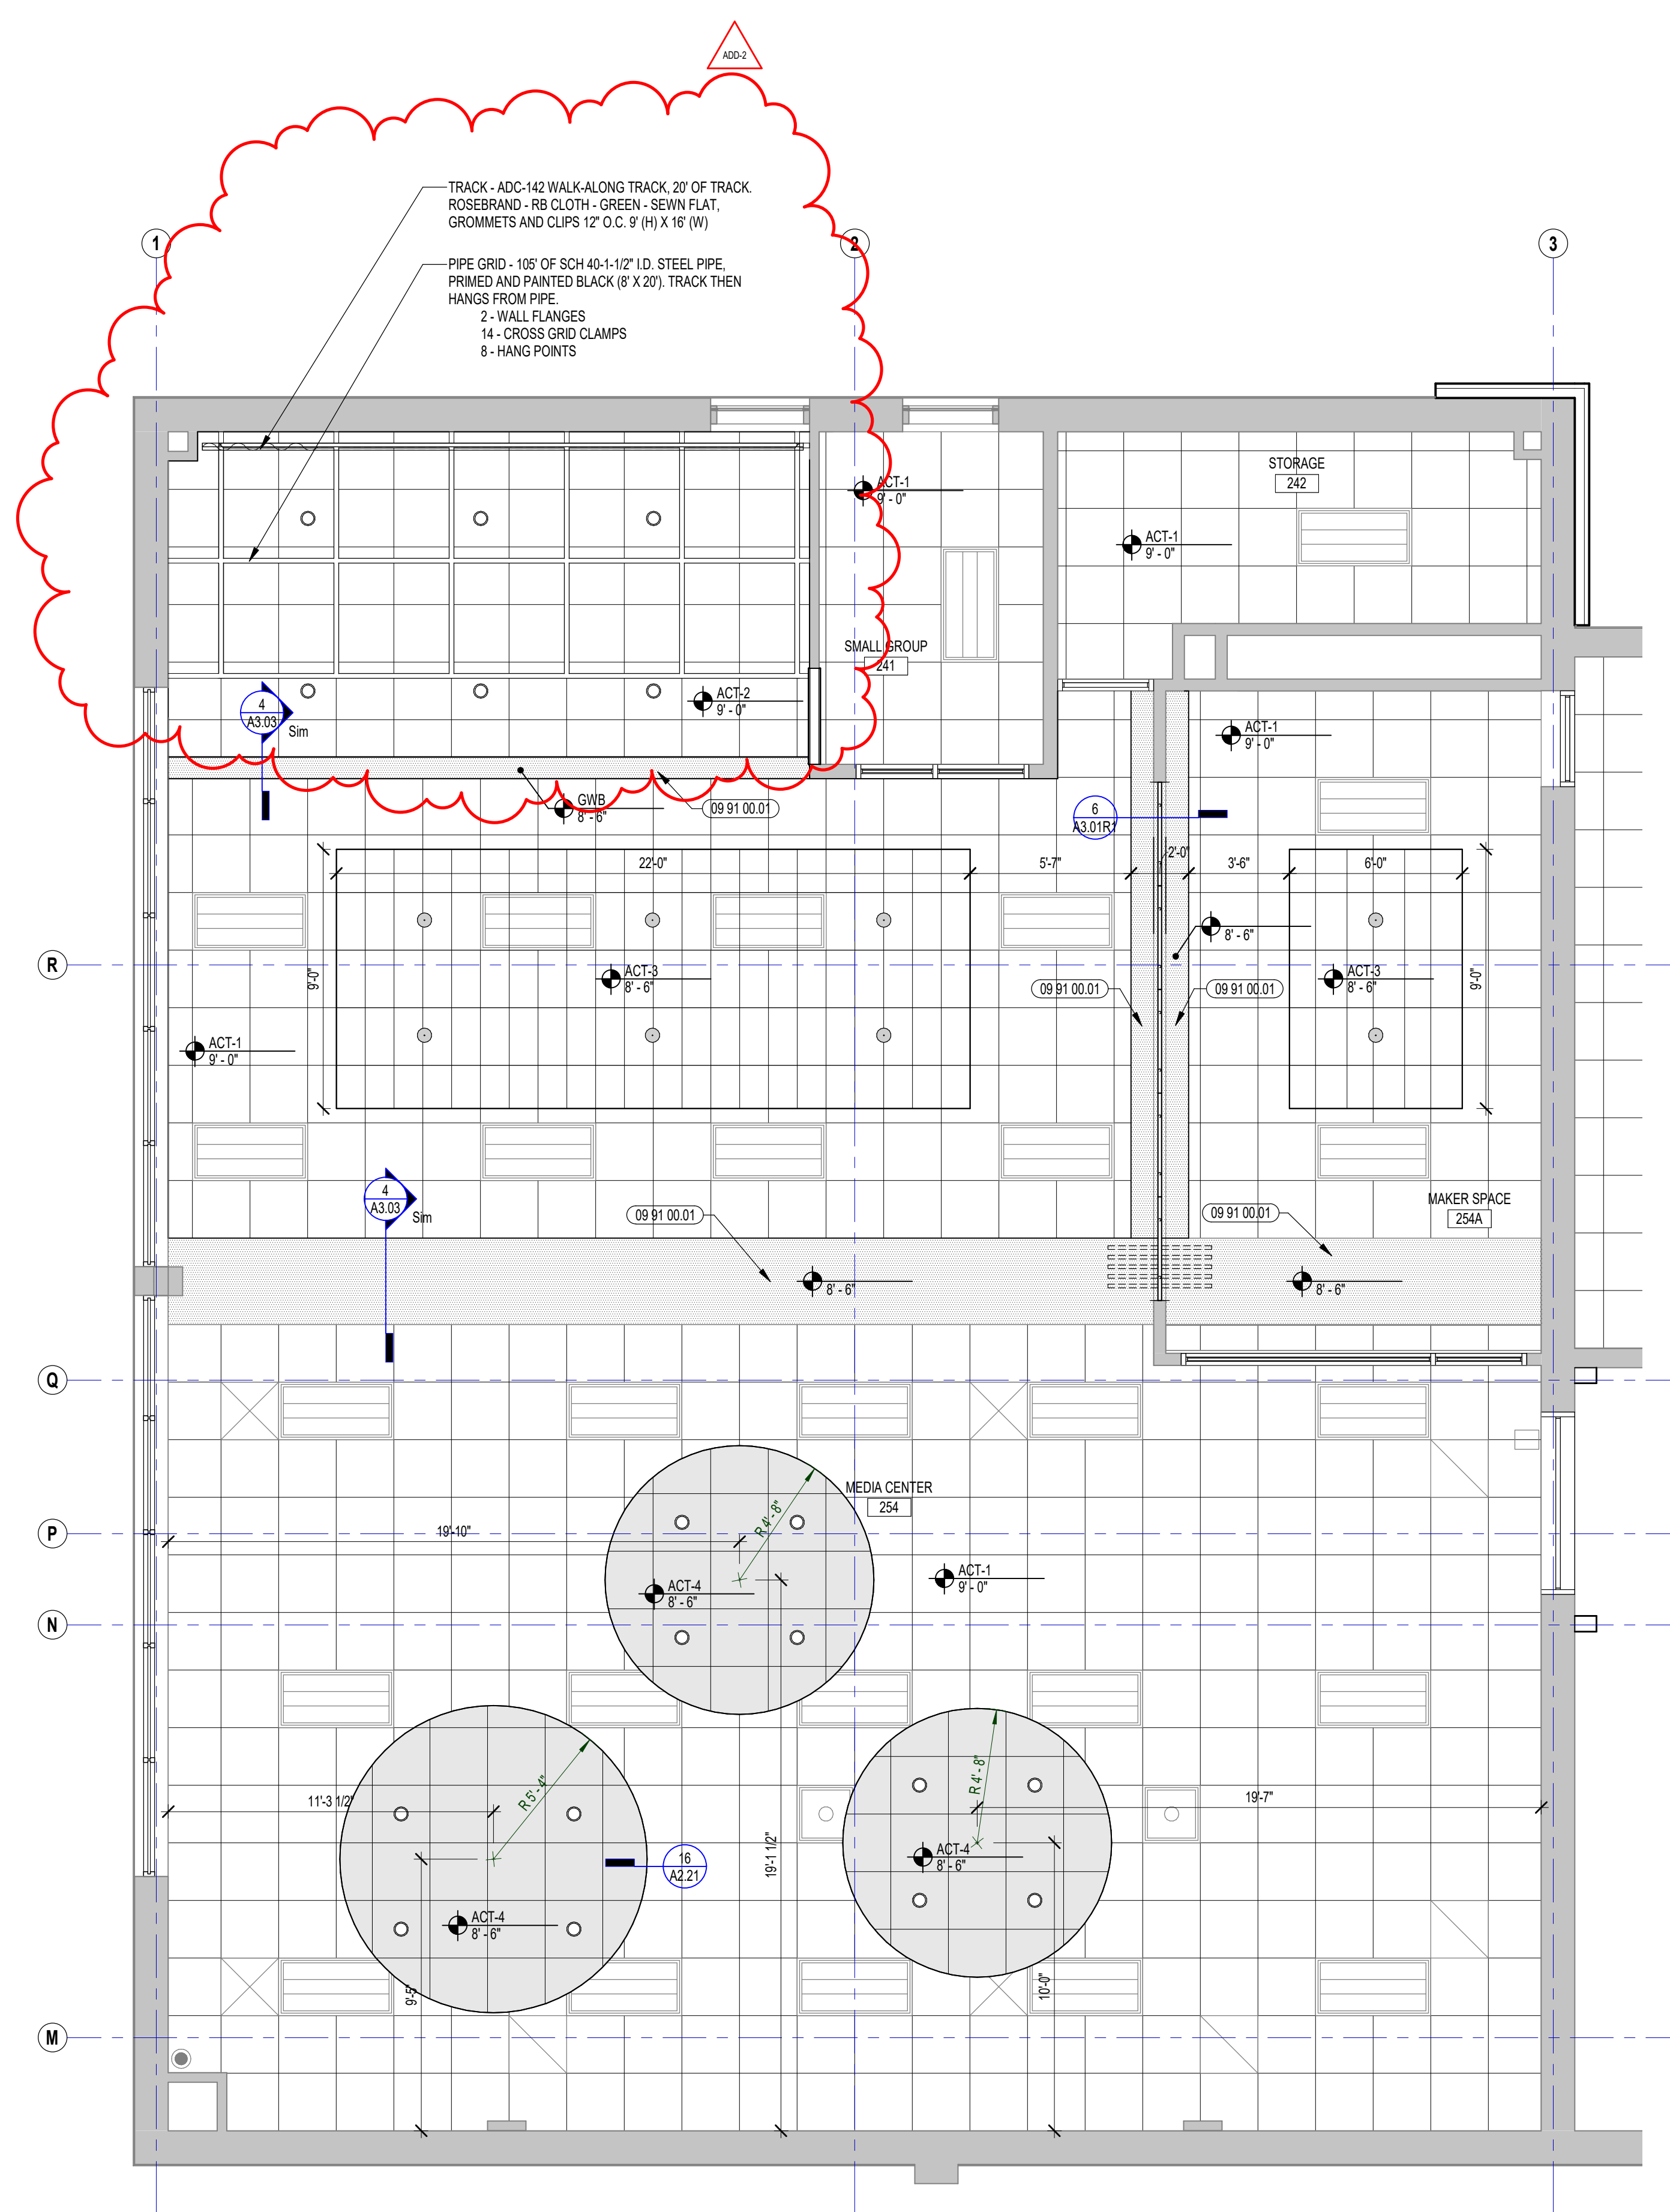 ADD-2
TRACK - ADC-142 WALK-ALONG TRACK, 20' OF TRACK.
ROSEBRAND - RB CLOTH - GREEN - SEWN FLAT,
GROMMETS AND CLIPS 12" O.C. 9' (H) X 16' (W)
1
2
3
PIPE GRID - 105' OF SCH 40-1-1/2" I.D. STEEL PIPE,
PRIMED AND PAINTED BLACK (8' X 20'). TRACK THEN
HANGS FROM PIPE.
2 - WALL FLANGES
14 - CROSS GRID CLAMPS
8 - HANG POINTS
STORAGE
242
ACT-1
9' - 0"
ACT-1
9' - 0"
SMALL GROUP
241
ACT-2
9' - 0"
4
A3.03
Sim
ACT-1
9' - 0"
GWB
8' - 6"
09 91 00.01
6
A3.01R1
22'-0"
5'-7"
2'-0"
3'-6"
6'-0"
8' - 6"
R
9'-0"
ACT-3
8' - 6"
09 91 00.01
09 91 00.01
ACT-3
8' - 6"
9'-0"
ACT-1
9' - 0"
4
A3.03
Sim
09 91 00.01
09 91 00.01
MAKER SPACE
254A
8' - 6"
8' - 6"
Q
MEDIA CENTER
254
R 4' - 8"
P
19'-10"
ACT-4
8' - 6"
ACT-1
9' - 0"
N
R 5' - 4"
R 4' - 8"
11'-3 1/2"
19'-7"
19'-1 1/2"
16
A2.21
ACT-4
8' - 6"
ACT-4
8' - 6"
9'-5"
10'-0"
M